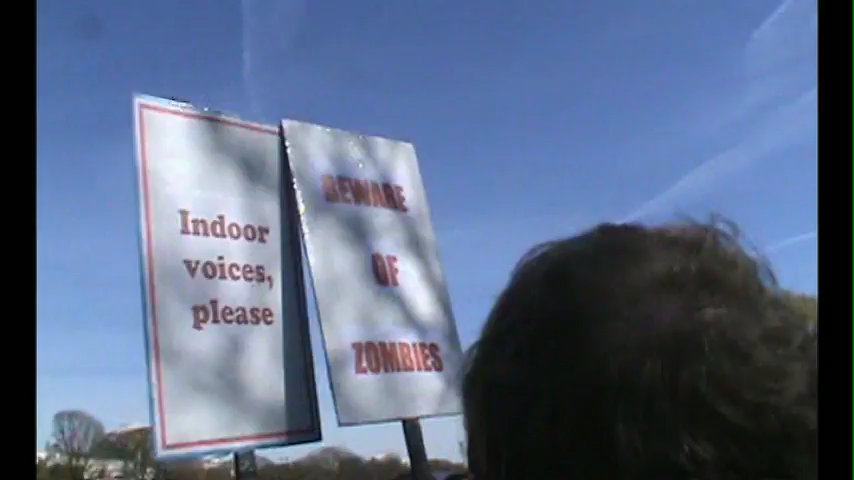 Indoor
voices,
please
BEWARE
OF
ZOMBIES